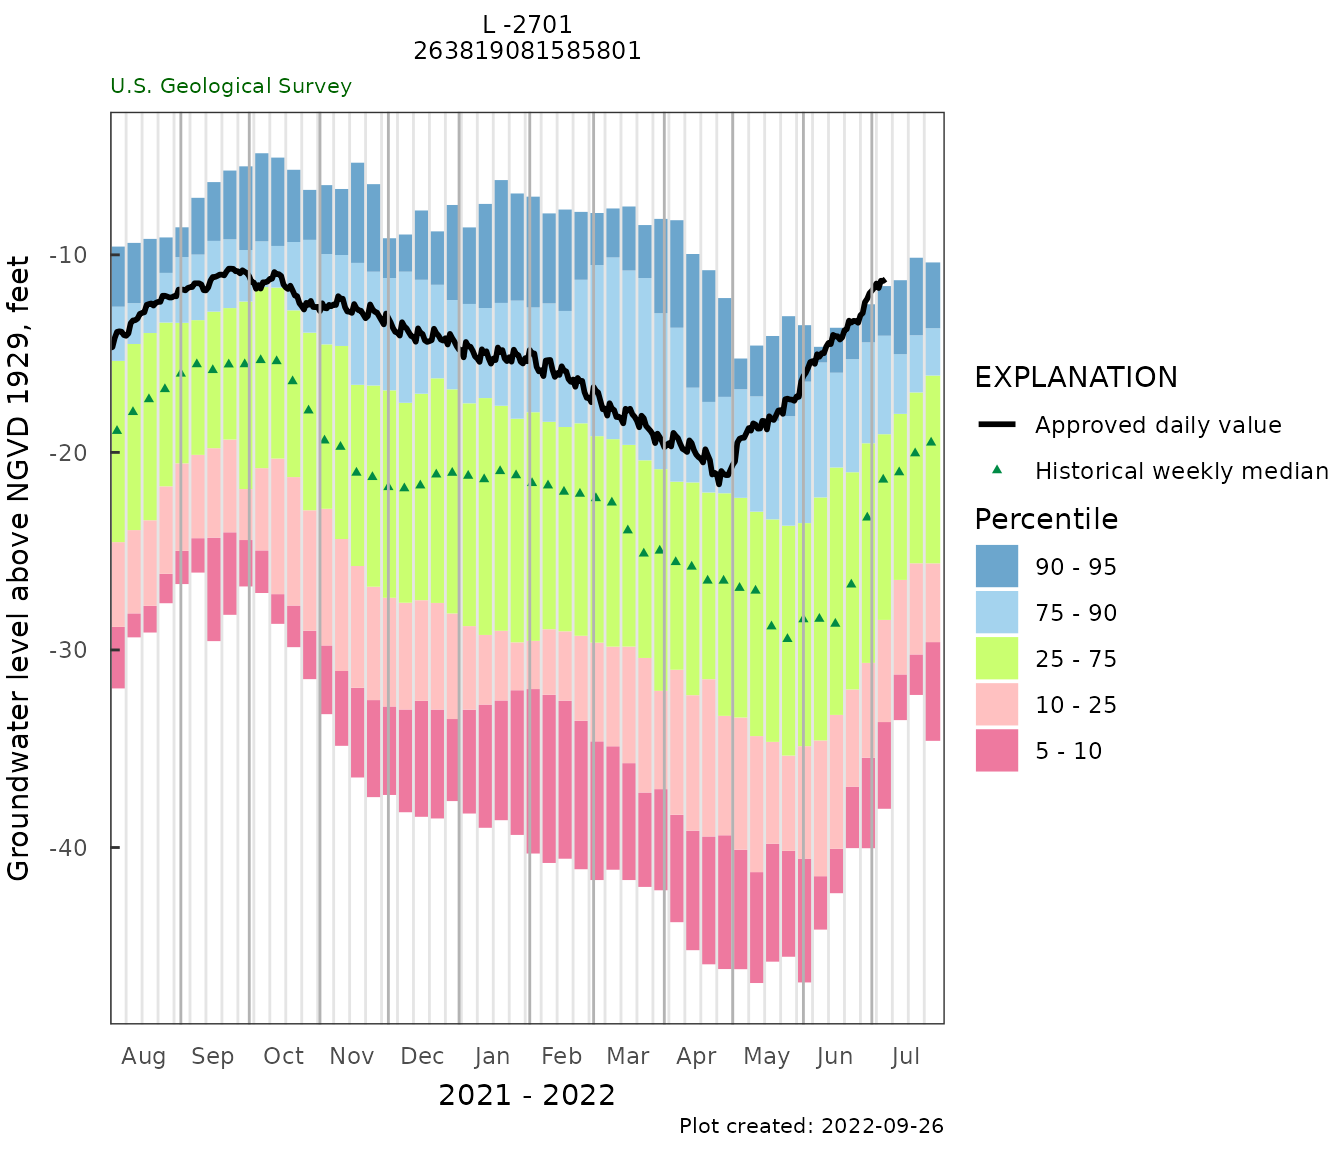 L -2701
263819081585801
U.S. Geological Survey
Groundwater level above NGVD 1929, feet
-10
-20
-30
-40
Aug Sep Oct Nov Dec Jan Feb Mar Apr May Jun Jul
2021 - 2022
EXPLANATION
Approved daily value
Historical weekly median
Percentile
90 - 95
75 - 90
25 - 75
10 - 25
5 - 10
Plot created: 2022-09-26